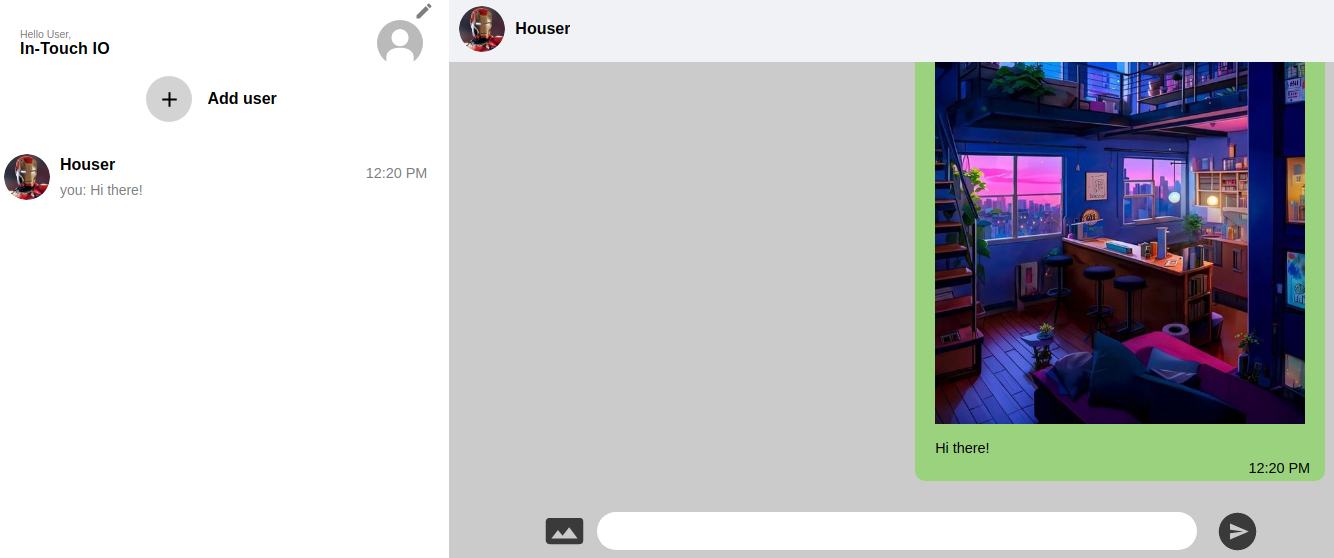 Hello User,
In-Touch IO
Add user
Houser
you: Hi there!
12:20 PM
Houser
Hi there!
12:20 PM